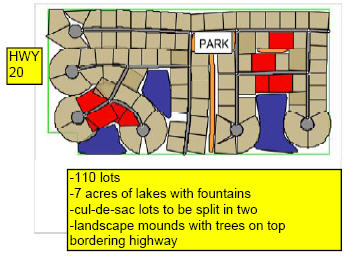 PARK
HWY
20
-110 lots
-7 acres of lakes with fountains
-cul-de-sac lots to be split in two
-landscape mounds with trees on top
bordering highway